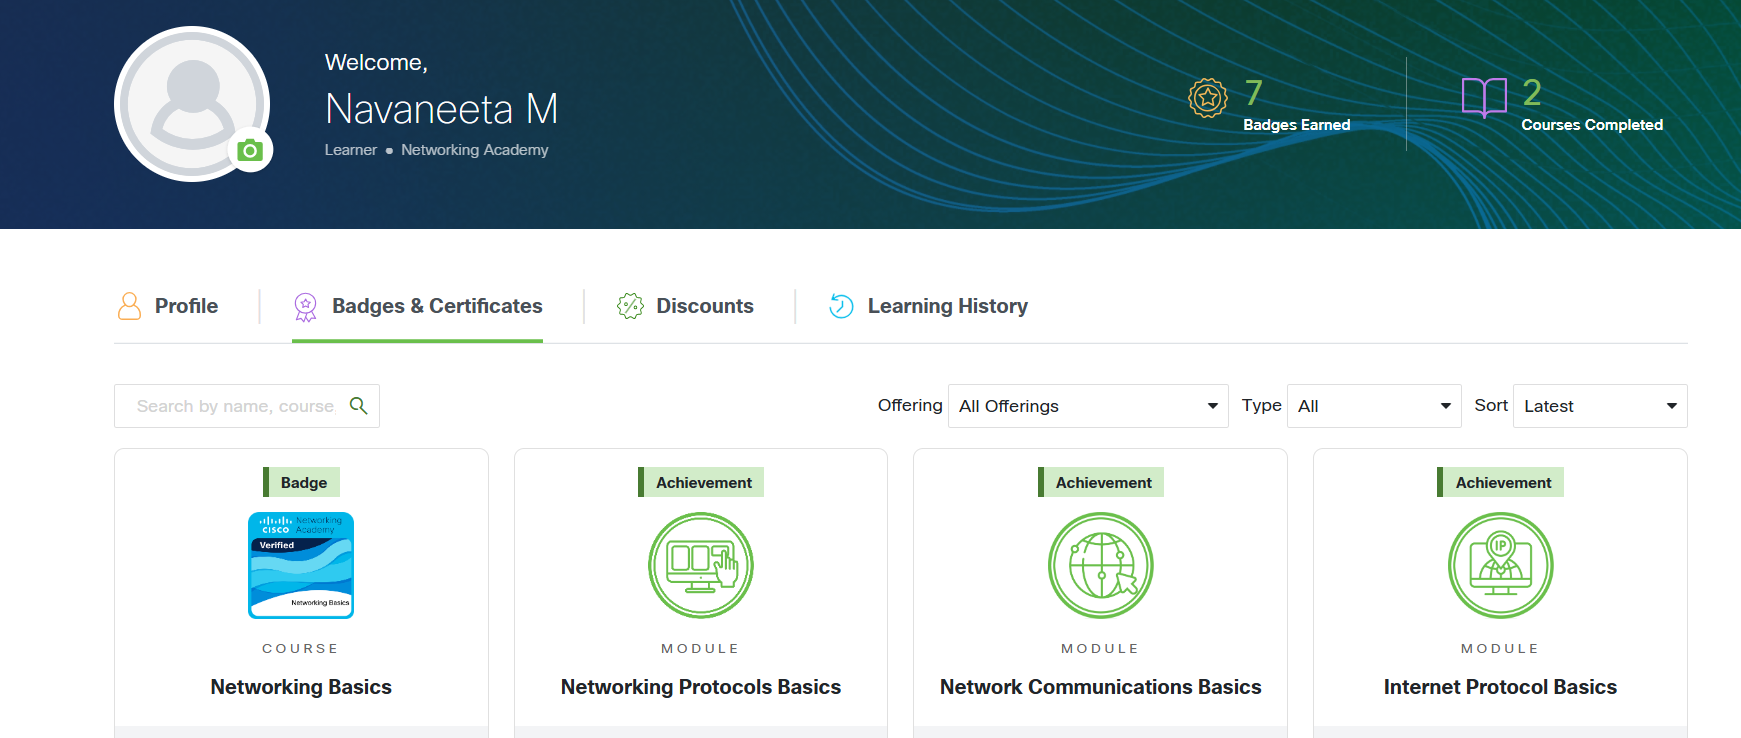 Welcome,
Navaneeta M
Learner • Networking Academy
7
Badges Earned
2
Courses Completed
Profile
Badges & Certificates
Discounts
Learning History
Search by name, course
Offering All Offerings
Type All
Sort Latest
Badge
CISCO
Networking
Academy
Verified
Networking Basics
COURSE
Networking Basics
Achievement
MODULE
Networking Protocols Basics
Achievement
MODULE
Network Communications Basics
Achievement
IP
MODULE
Internet Protocol Basics